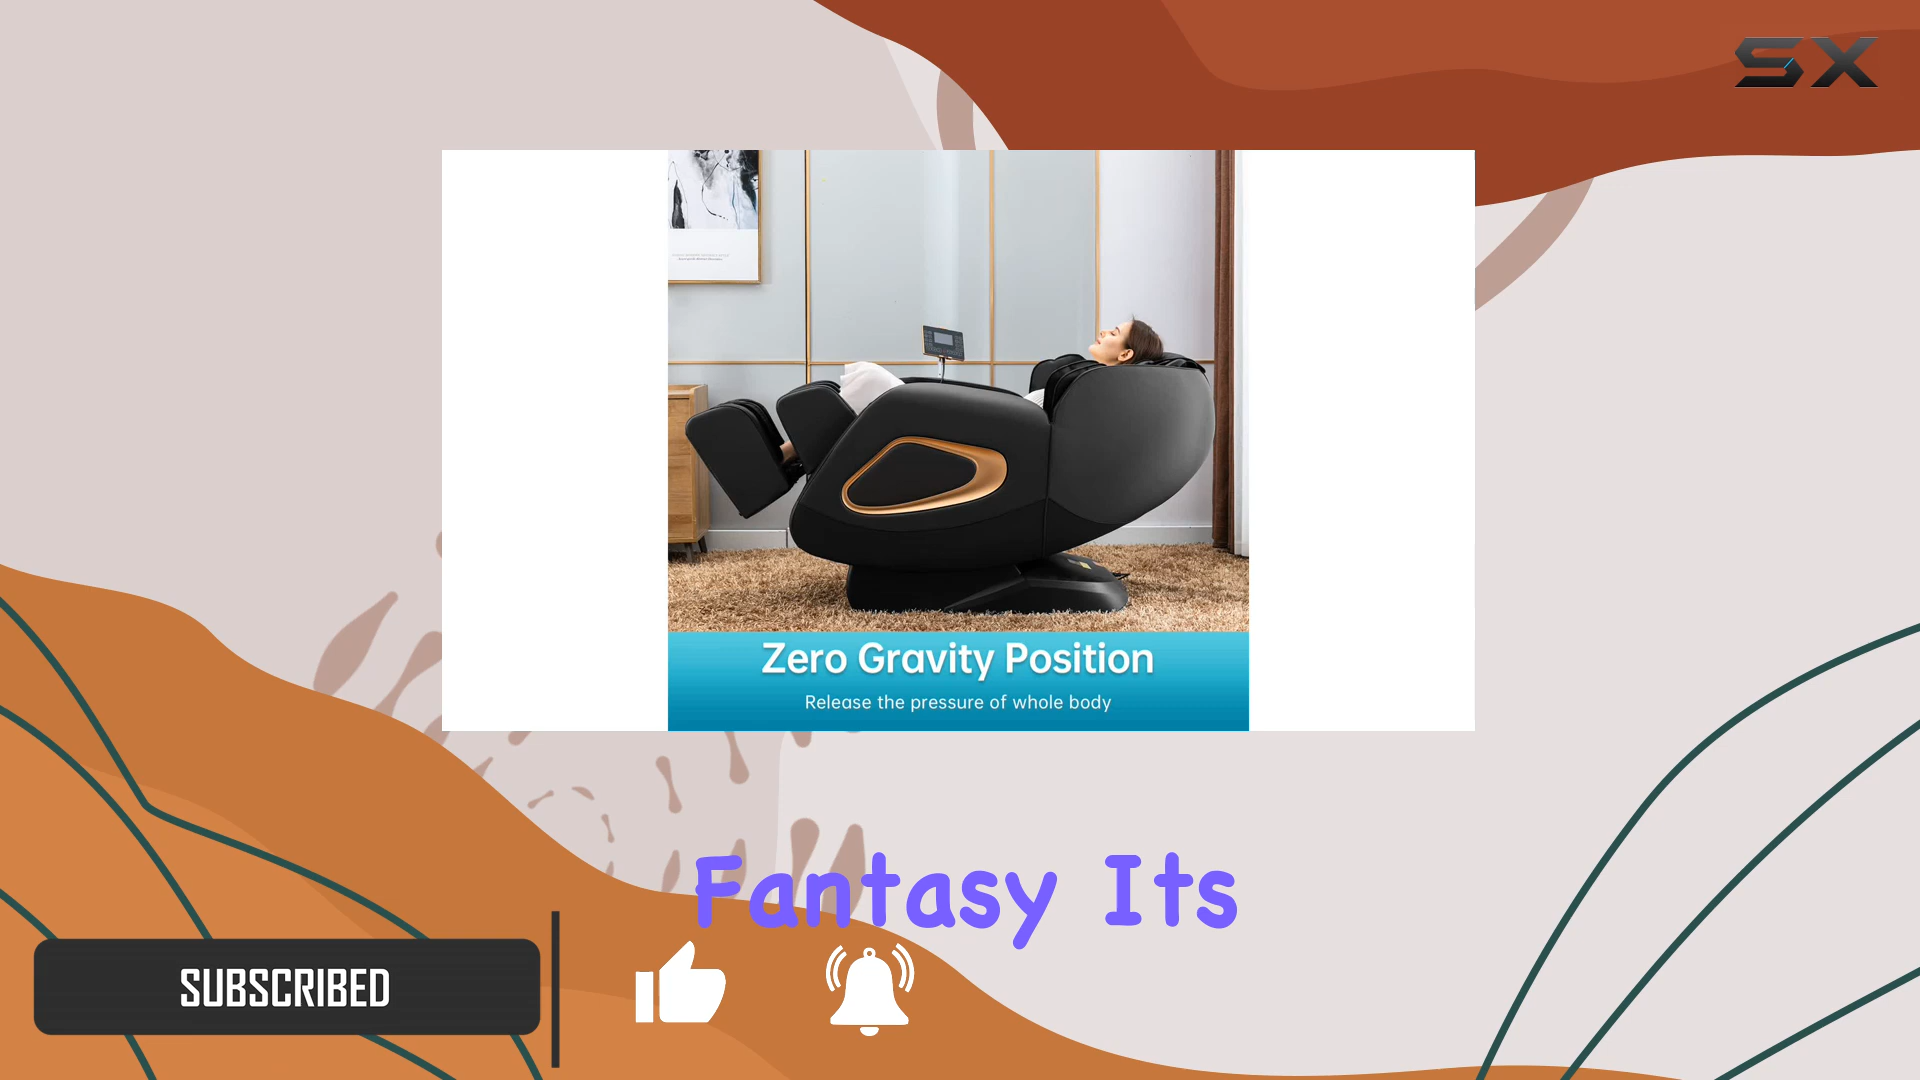 SX
Zero Gravity Position
Release the pressure of whole body
Fantasy Its
SUBSCRIBED